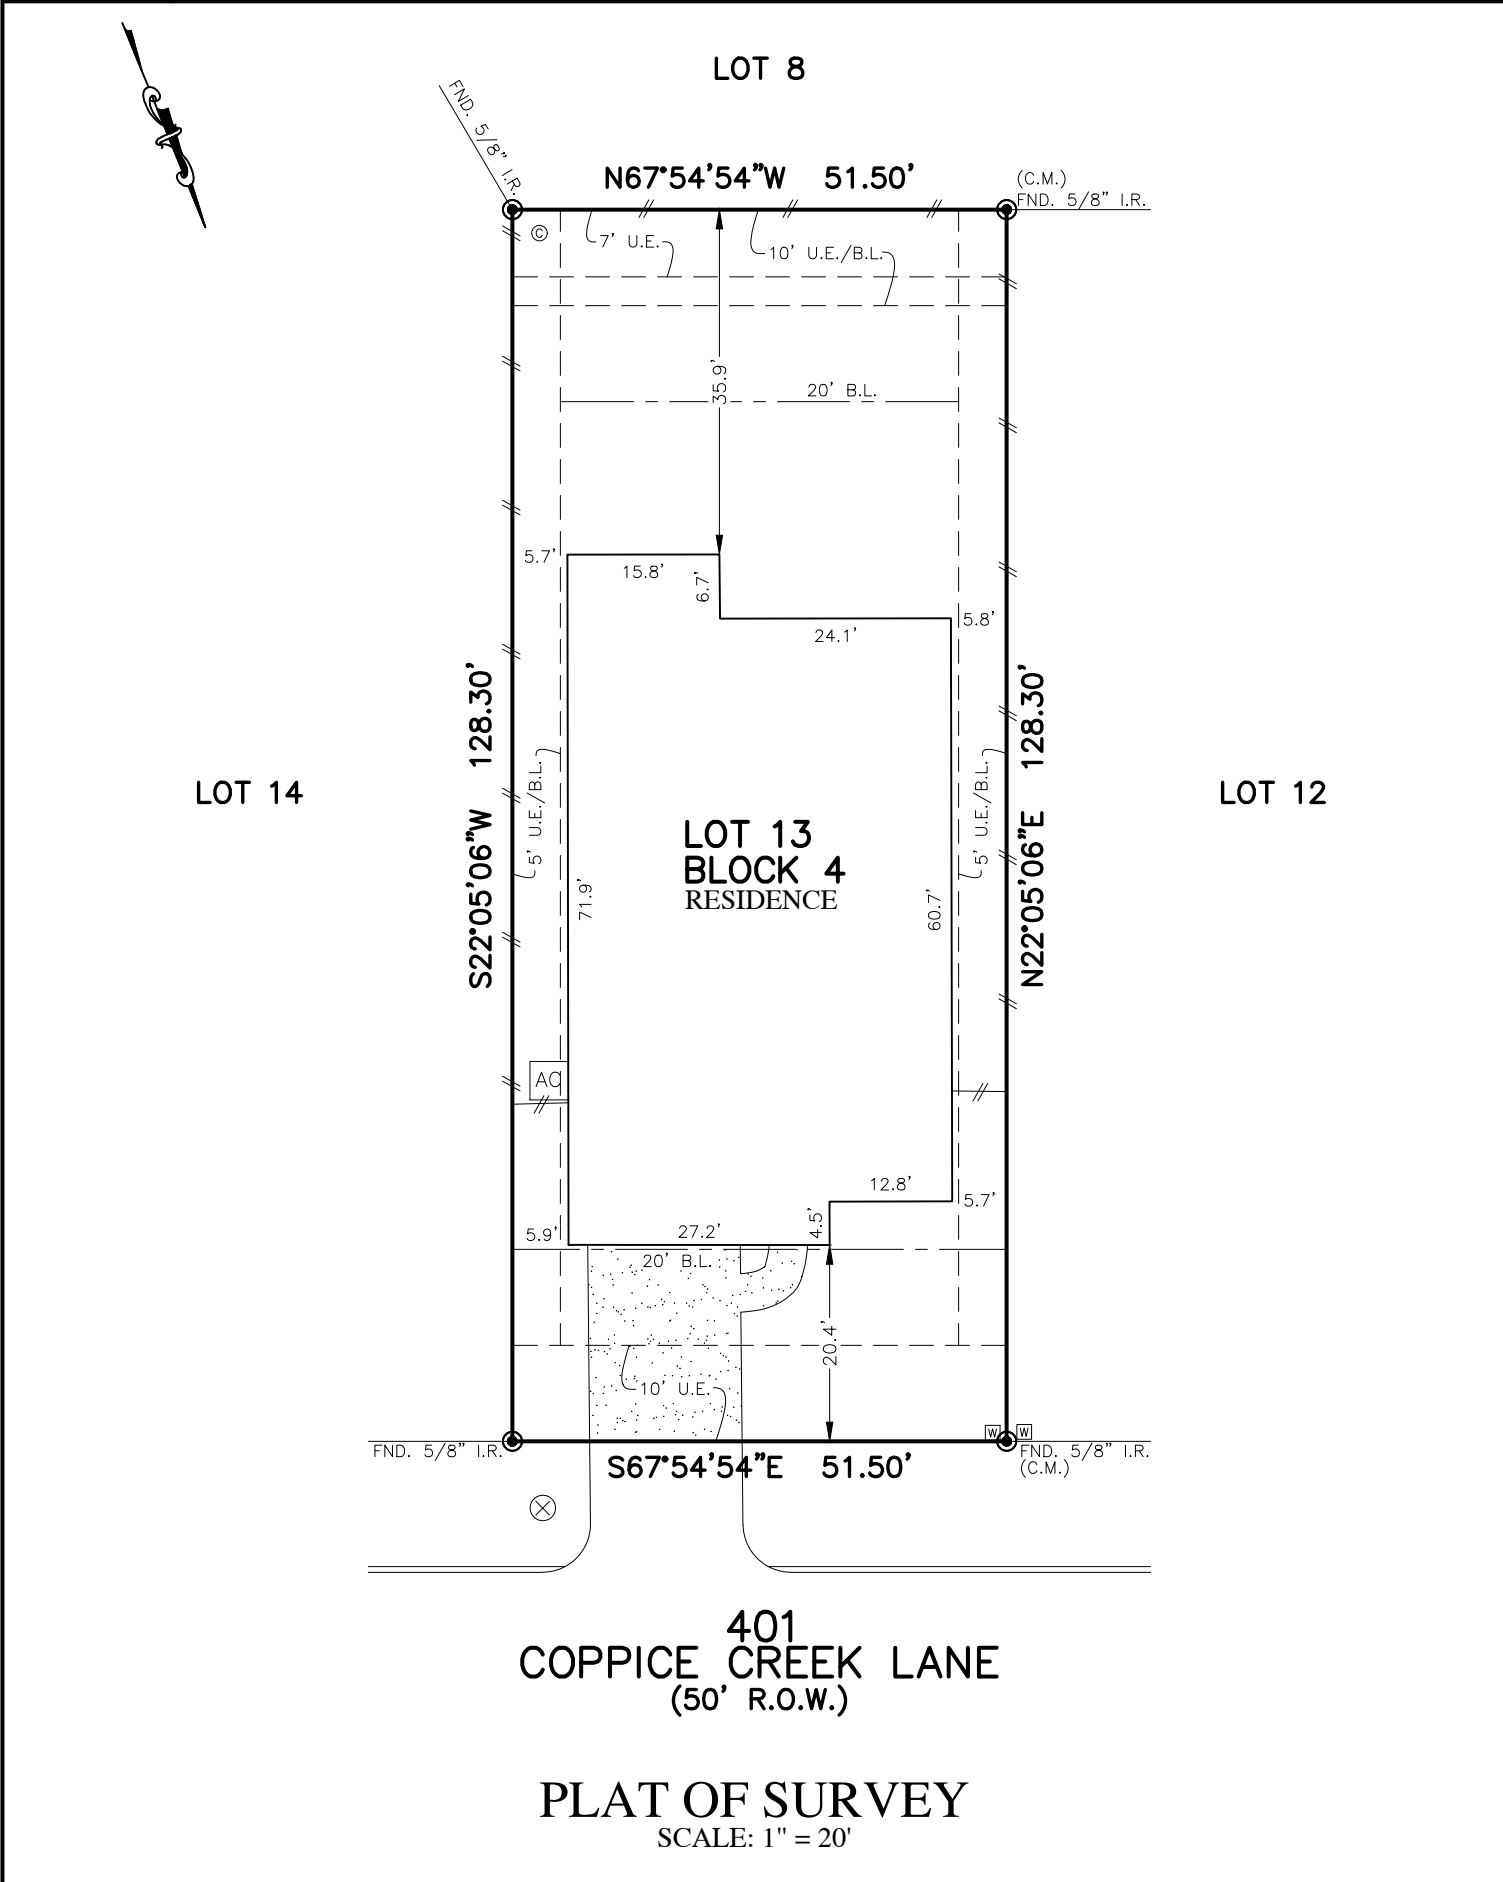 LOT 8
FND. 5/8" I.R.
N67°54'54"W 51.50'
(C.M.)
FND. 5/8" I.R.
©
7' U.E.
10' U.E./B.L.
35.9'
20' B.L.
5.7'
15.8'
6.7'
24.1'
5.8'
S22°05'06"W 128.30'
5' U.E./B.L.
LOT 14
LOT 13
BLOCK 4
RESIDENCE
71.9'
60.7'
5' U.E./B.L.
N22°05'06"E 128.30'
LOT 12
AC
12.8'
5.7'
5.9'
27.2'
4.5'
20' B.L.
20.4'
10' U.E.
W
W
FND. 5/8" I.R.
S67°54'54"E 51.50'
FND. 5/8" I.R.
(C.M.)
401
COPPICE CREEK LANE
(50' R.O.W.)
PLAT OF SURVEY
SCALE: 1" = 20'